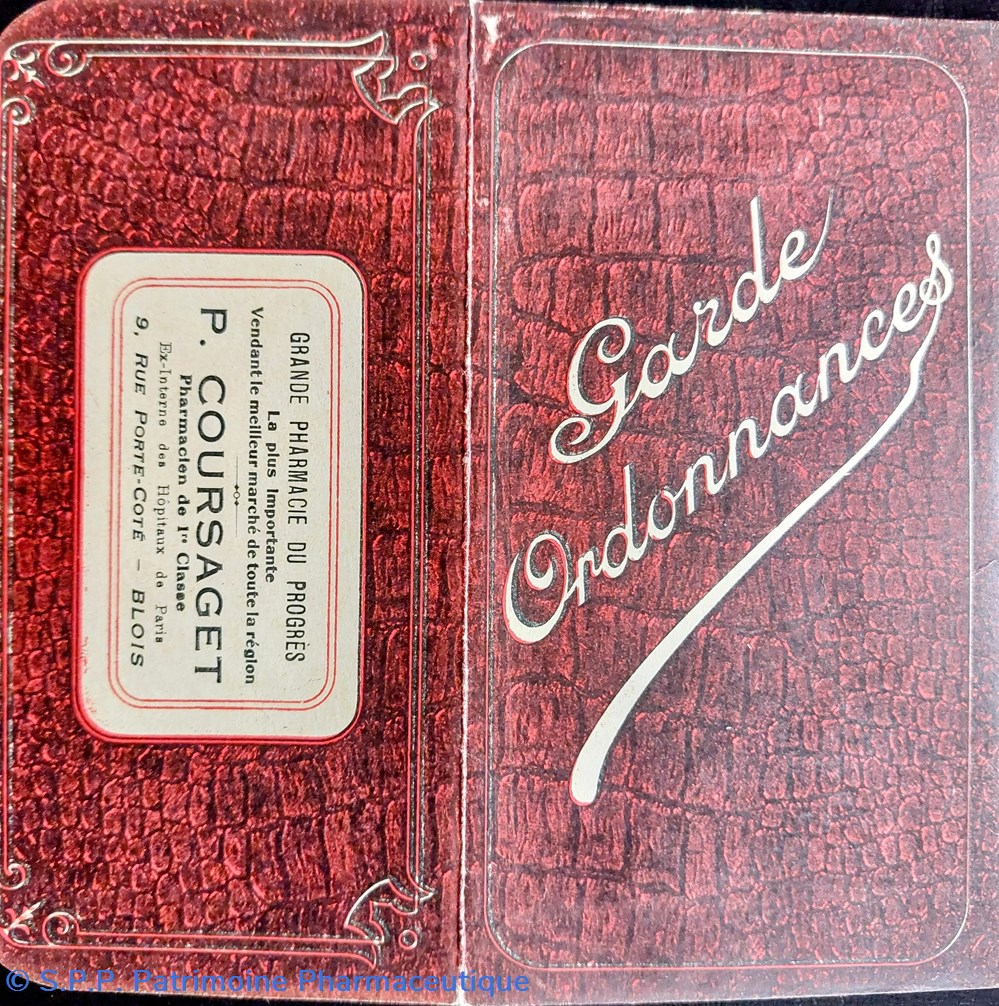 GRANDE PHARMACIE DU PROGRÈS
La plus Importante
Vendant le meilleur marché de toute la région
P. COURSAGET
Pharmacien de 1re Classe
Ex-Interne des Hôpitaux de Paris
9, RUE PORTE-COTÉ - BLOIS
Garde
Ordonnances
© S.P.P. Patrimoine Pharmaceutique